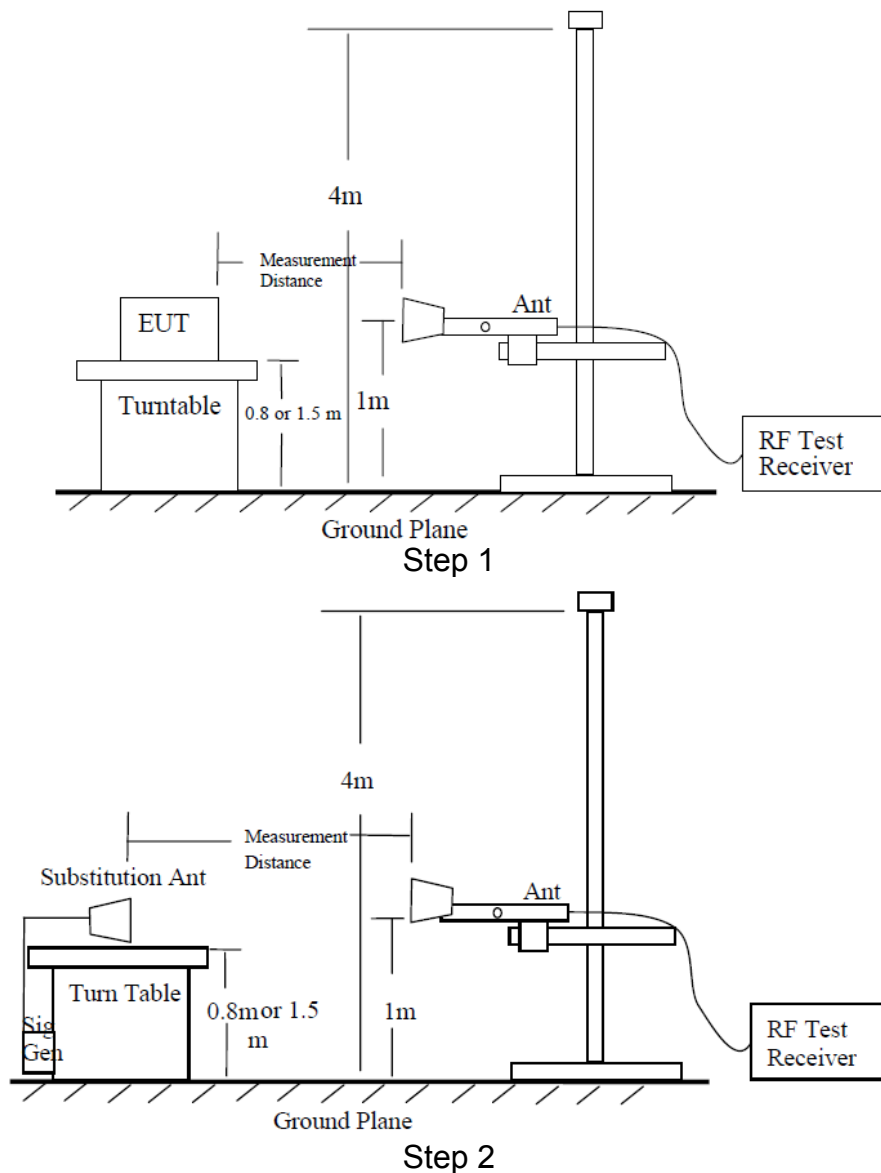 4m
Measurement
Distance
Ant
EUT
1m
Turntable
0.8 or 1.5 m
RF Test
Receiver
Ground Plane
Step 1
4m
Measurement
Distance
Substitution Ant
Ant
Turn Table
0.8m or 1.5
m
1m
Sig
Gen
RF Test
Receiver
Ground Plane
Step 2